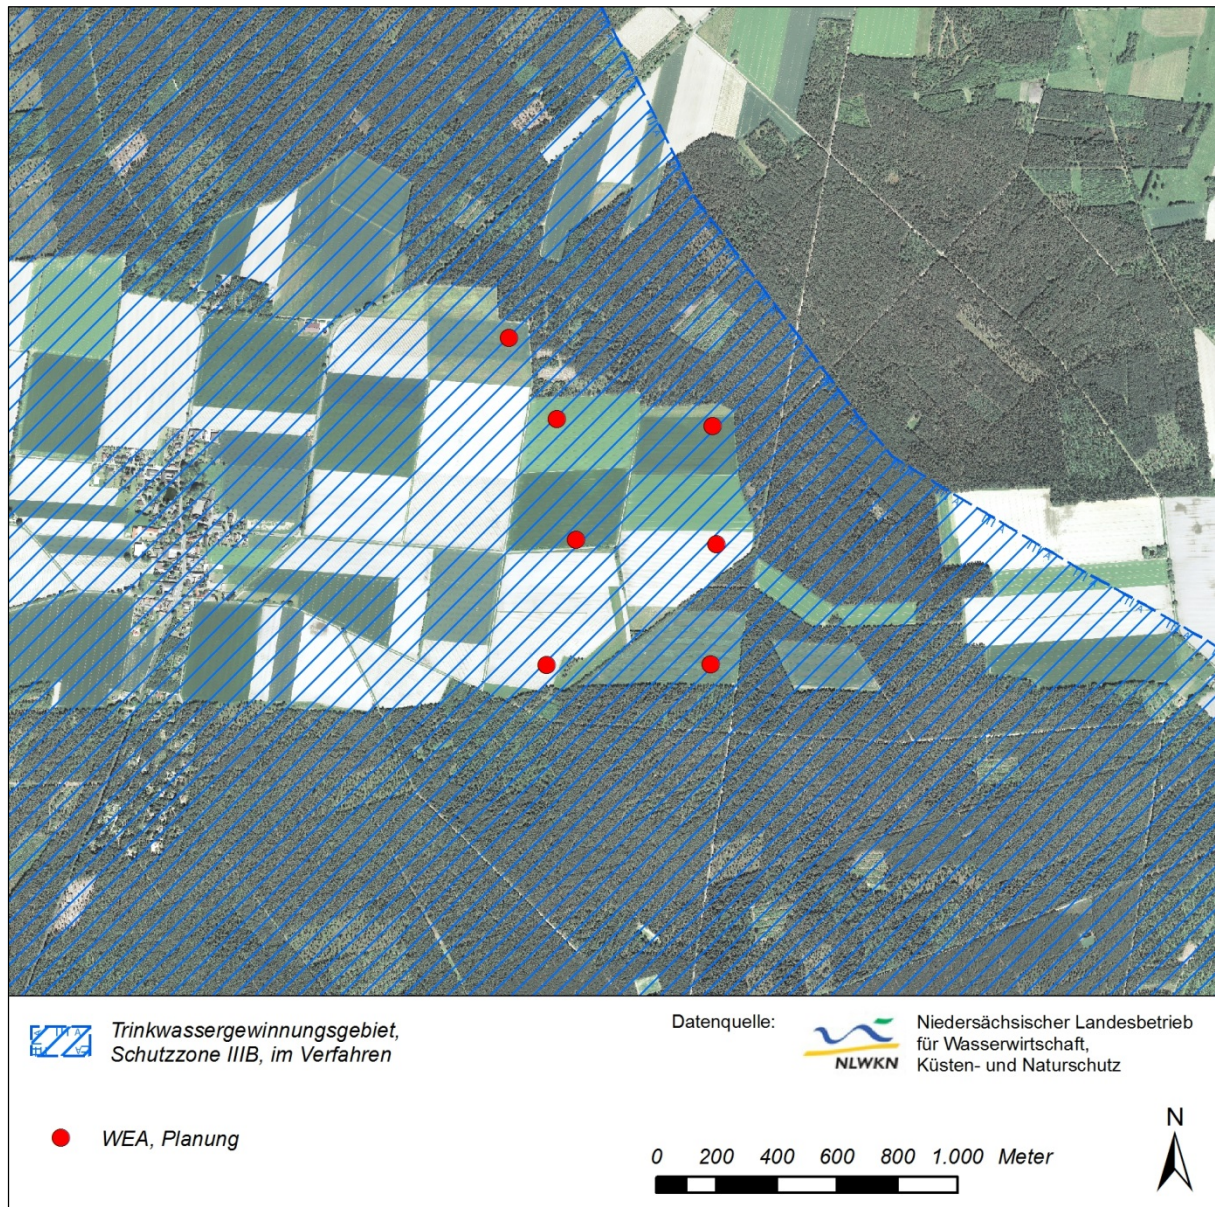 Trinkwassergewinnungsgebiet,
Schutzzone IIIB, im Verfahren
WEA, Planung
Datenquelle:
NLWKN
Niedersächsischer Landesbetrieb
für Wasserwirtschaft,
Küsten- und Naturschutz
N
0 200 400 600 800 1.000 Meter